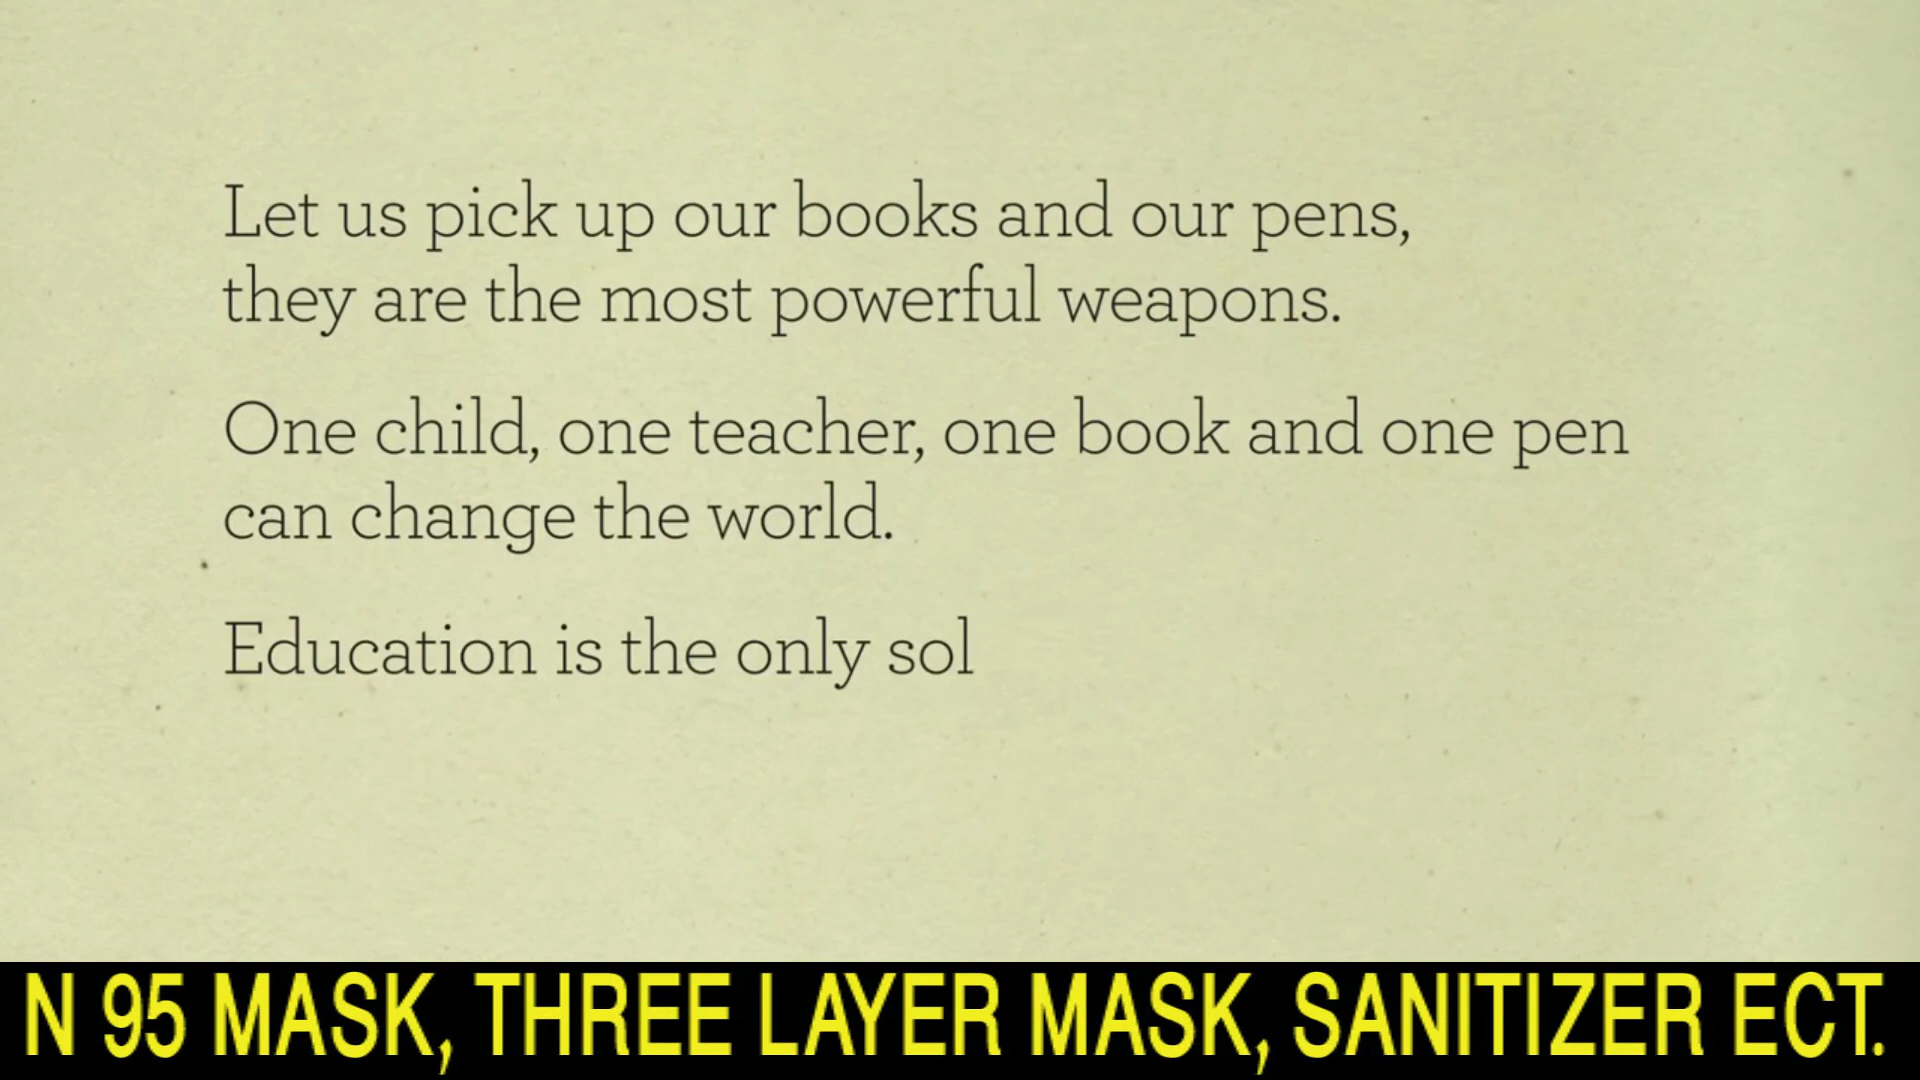 Let us pick up our books and our pens,
they are the most powerful weapons.
One child, one teacher, one book and one pen
can change the world.
Education is the only sol
N 95 MASK, THREE LAYER MASK, SANITIZER ECT.